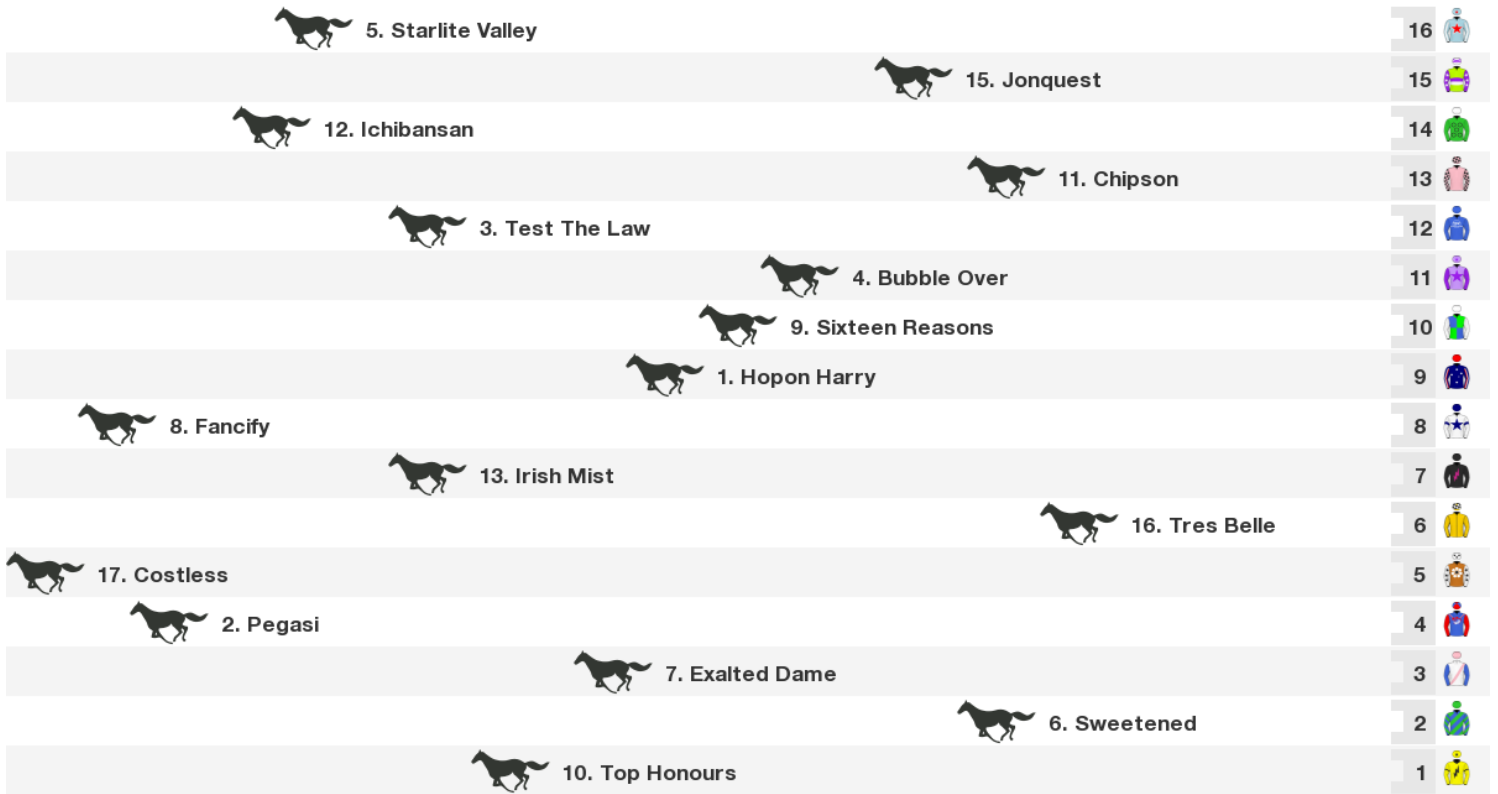 5. Starlite Valley 16
15. Jonquest 15
12. Ichibansan 14
11. Chipson 13
3. Test The Law 12
4. Bubble Over 11
9. Sixteen Reasons 10
1. Hopon Harry 9
8. Fancify 8
13. Irish Mist 7
16. Tres Belle 6
17. Costless 5
2. Pegasi 4
7. Exalted Dame 3
6. Sweetened 2
10. Top Honours 1